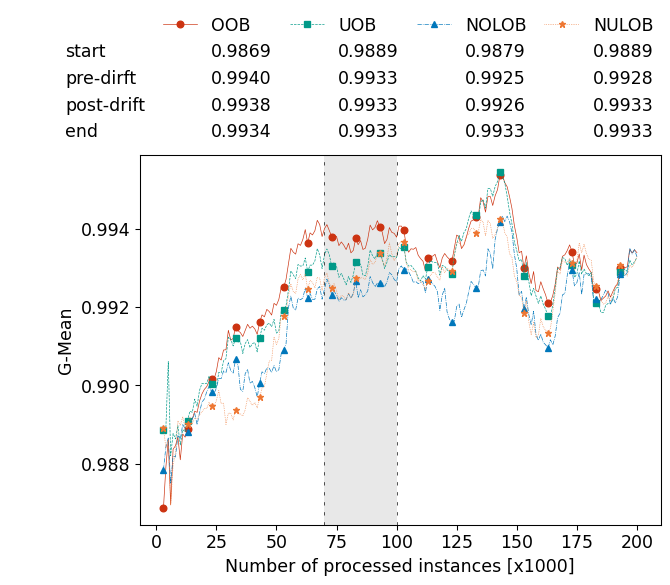 OOB UOB NOLOB NULOB
start 0.9869 0.9889 0.9879 0.9889
pre-dirft 0.9940 0.9933 0.9925 0.9928
post-drift 0.9938 0.9933 0.9926 0.9933
end 0.9934 0.9933 0.9933 0.9933
0.994
0.992
0.990
0.988
G-Mean
0 25 50 75 100 125 150 175 200
Number of processed instances [x1000]